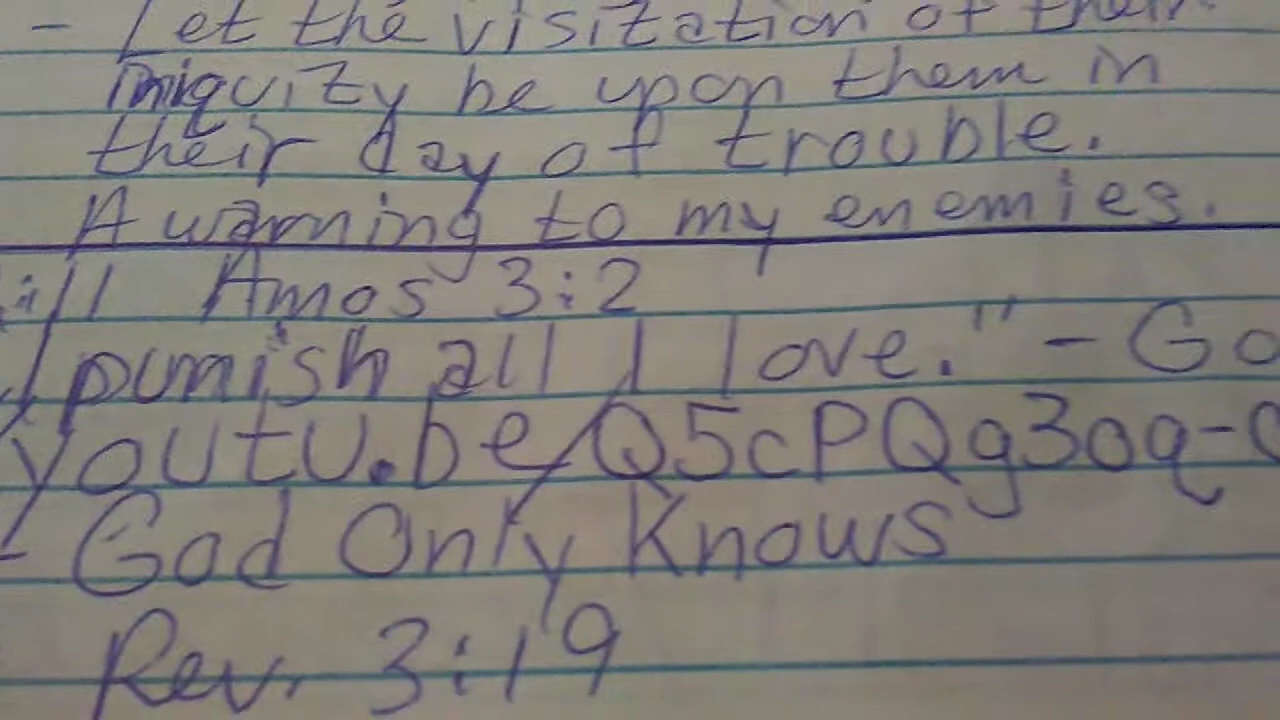 - Let the visitation of their
iniquity be upon them in
their day of trouble.
A warning to my enemies.
ill Amos 3:2
I punish all I love." - Go
youtu.be/Q5cPQg3oq-o
- God Only Knows
Rev. 3:19